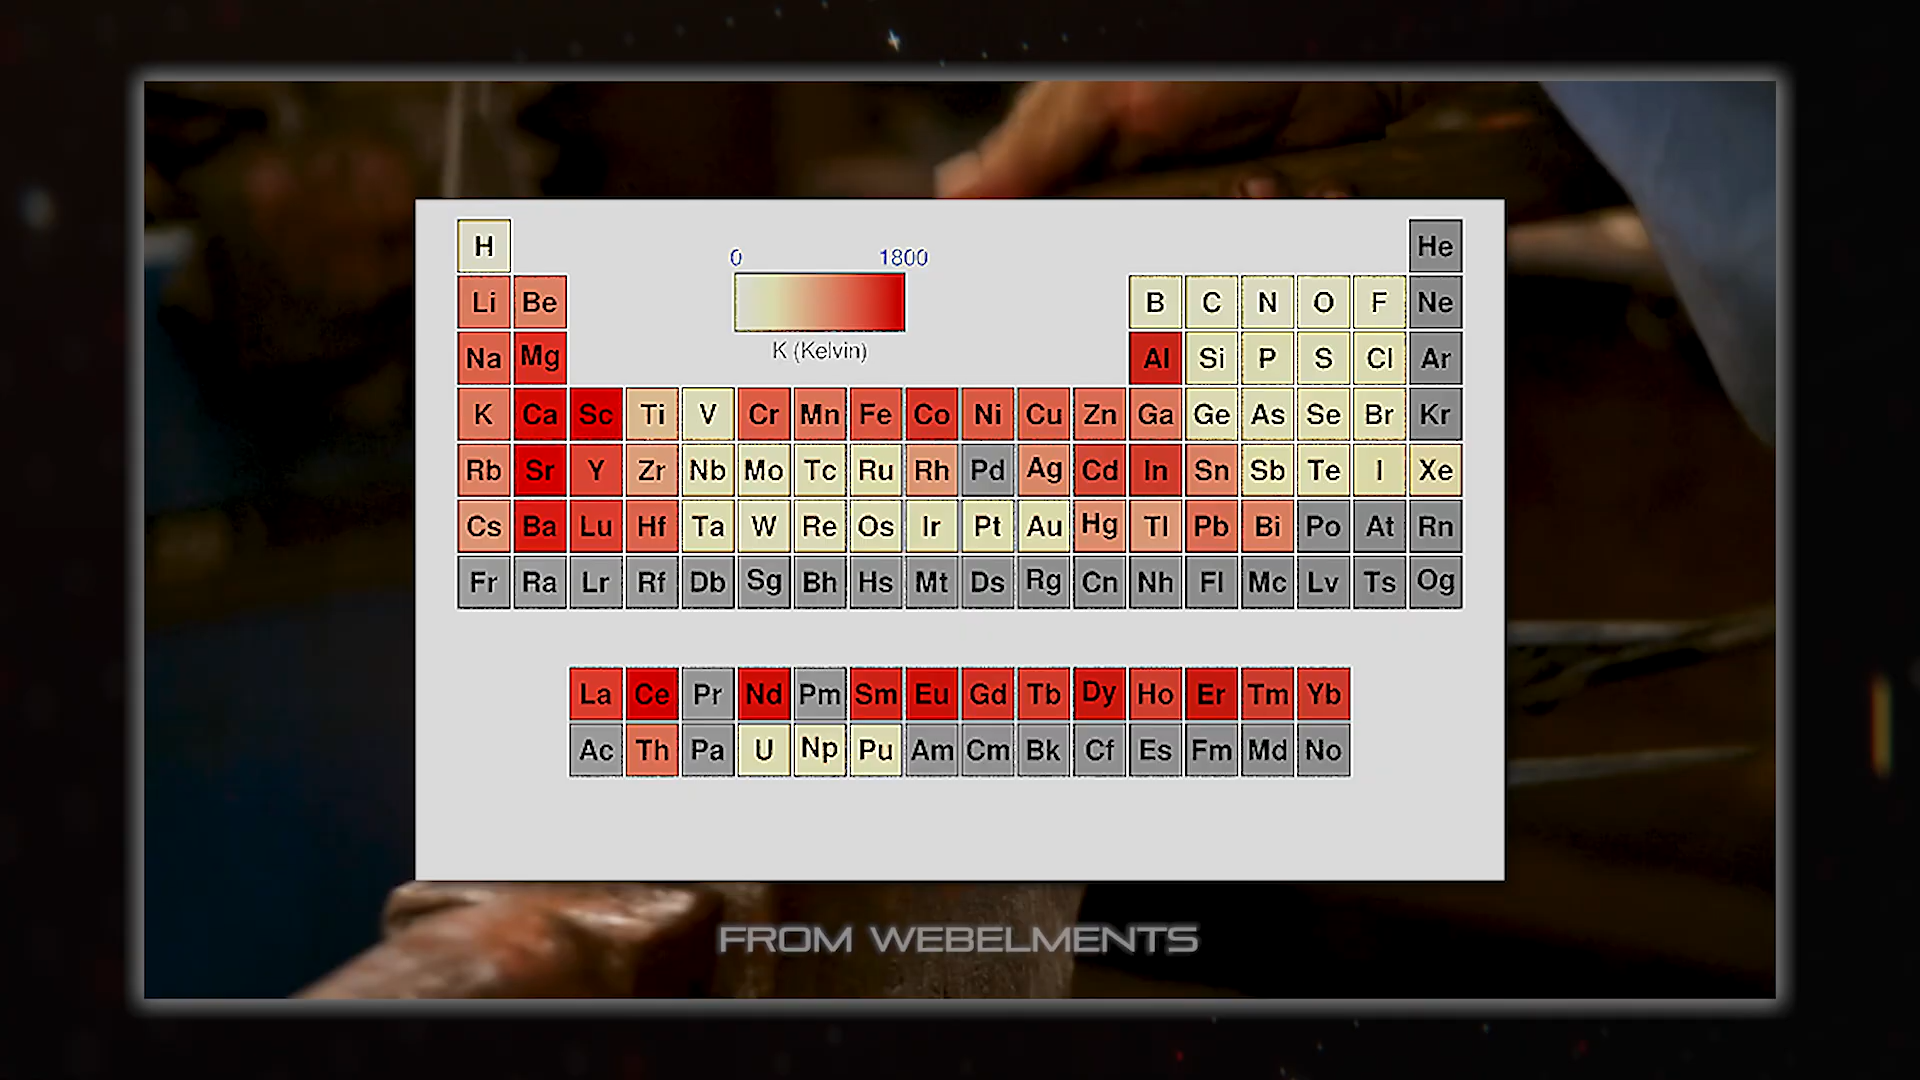 H He
0 1800
Li Be B C N O F Ne
K (Kelvin)
Na Mg Al Si P S Cl Ar
K Ca Sc Ti V Cr Mn Fe Co Ni Cu Zn Ga Ge As Se Br Kr
Rb Sr Y Zr Nb Mo Tc Ru Rh Pd Ag Cd In Sn Sb Te I Xe
Cs Ba Lu Hf Ta W Re Os Ir Pt Au Hg Tl Pb Bi Po At Rn
Fr Ra Lr Rf Db Sg Bh Hs Mt Ds Rg Cn Nh Fl Mc Lv Ts Og
La Ce Pr Nd Pm Sm Eu Gd Tb Dy Ho Er Tm Yb
Ac Th Pa U Np Pu Am Cm Bk Cf Es Fm Md No
FROM WEBELMENTS